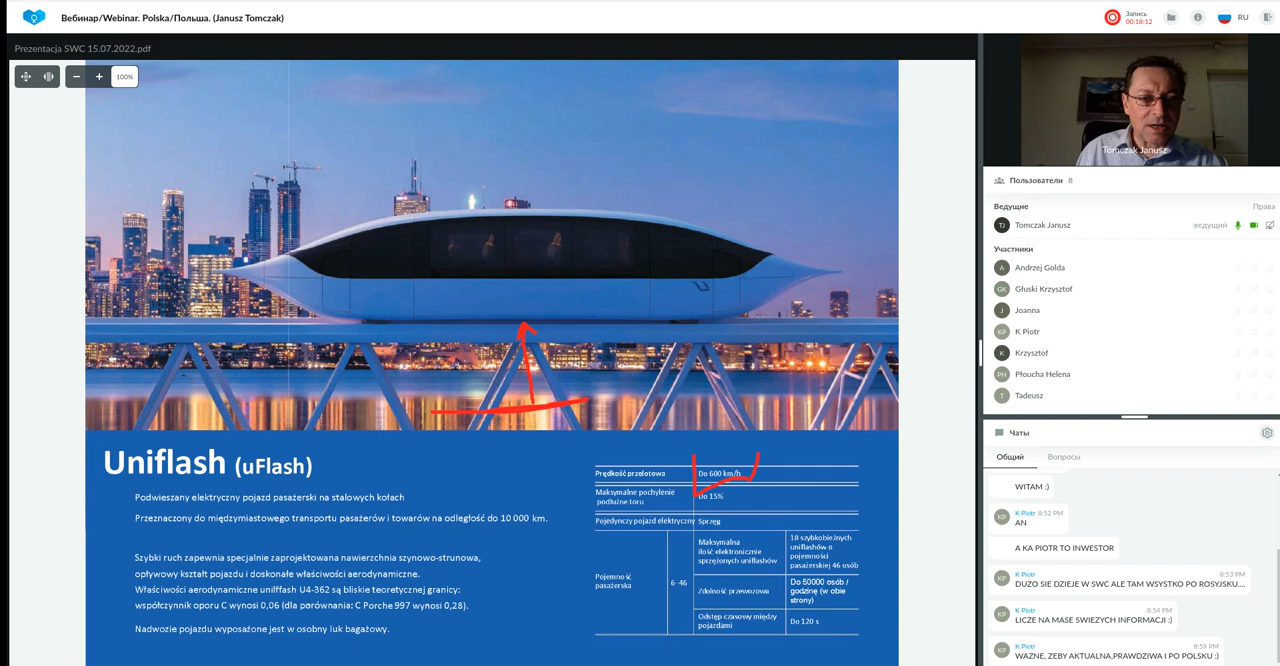 Вебинар/Webinar. Polska/Польша. (Janusz Tomczak)
Запись
00:18:12
RU
Prezentacja SWC 15.07.2022.pdf
100%
Uniflash (uFlash)
Podwieszany elektryczny pojazd pasażerski na stalowych kołach
Przeznaczony do międzymiastowego transportu pasażerów i towarów na odległość do 10 000 km.
Szybki ruch zapewnia specjalnie zaprojektowana nawierzchnia szynowo-strunowa,
opływowy kształt pojazdu i doskonałe właściwości aerodynamiczne.
Właściwości aerodynamiczne unilflash U4-362 są bliskie teoretycznej granicy:
współczynnik oporu C wynosi 0,06 (dla porównania: C Porche 997 wynosi 0,28).
Nadwozie pojazdu wyposażone jest w osobny luk bagażowy.
Prędkość przelotowa
Do 600 km/h
Maksymalne pochylenie
podłużne toru
Do 15%
Pojedynczy pojazd elektryczny
Sprzęg
Pojemność
pasażerska
6-46
Maksymalna
ilość elektronicznie
sprzężonych uniflashów
18 szybkobieżnych
uniflashów o
pojemności
pasażerskiej 46 osób
Zdolność przewozowa
Do 50000 osób /
godzinę (w obie
strony)
Odstęp czasowy między
pojazdami
Do 120 s
Tomczak Janusz
Пользователи 8
Ведущие
Права
TJ
Tomczak Janusz
ведущий
Участники
A
Andrzej Golda
GK
Głuski Krzysztof
J
Joanna
KP
K Piotr
K
Krzysztof
PH
Płoucha Helena
T
Tadeusz
Чаты
Общий
Вопросы
WITAM :)
KP
K Piotr 8:52 PM
AN
A KA PIOTR TO INWESTOR
KP
K Piotr 8:53 PM
DUZO SIE DZIEJE W SWC ALE TAM WSYSTKO PO ROSYJSKU....
KP
K Piotr 8:54 PM
LICZE NA MASE SWIEZYCH INFORMACJI :)
KP
K Piotr 8:59 PM
WAZNE, ZEBY AKTUALNA,PRAWDZIWA I PO POLSKU :)